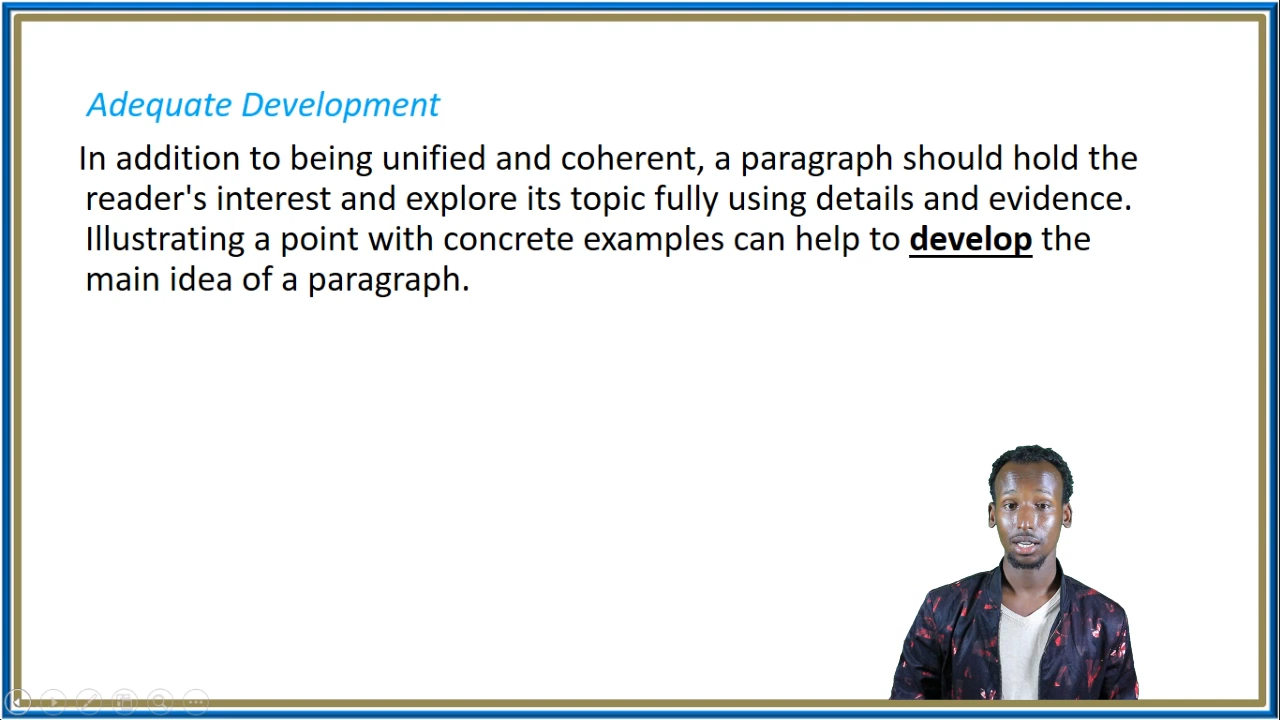 Adequate Development
In addition to being unified and coherent, a paragraph should hold the
reader's interest and explore its topic fully using details and evidence.
Illustrating a point with concrete examples can help to develop the
main idea of a paragraph.